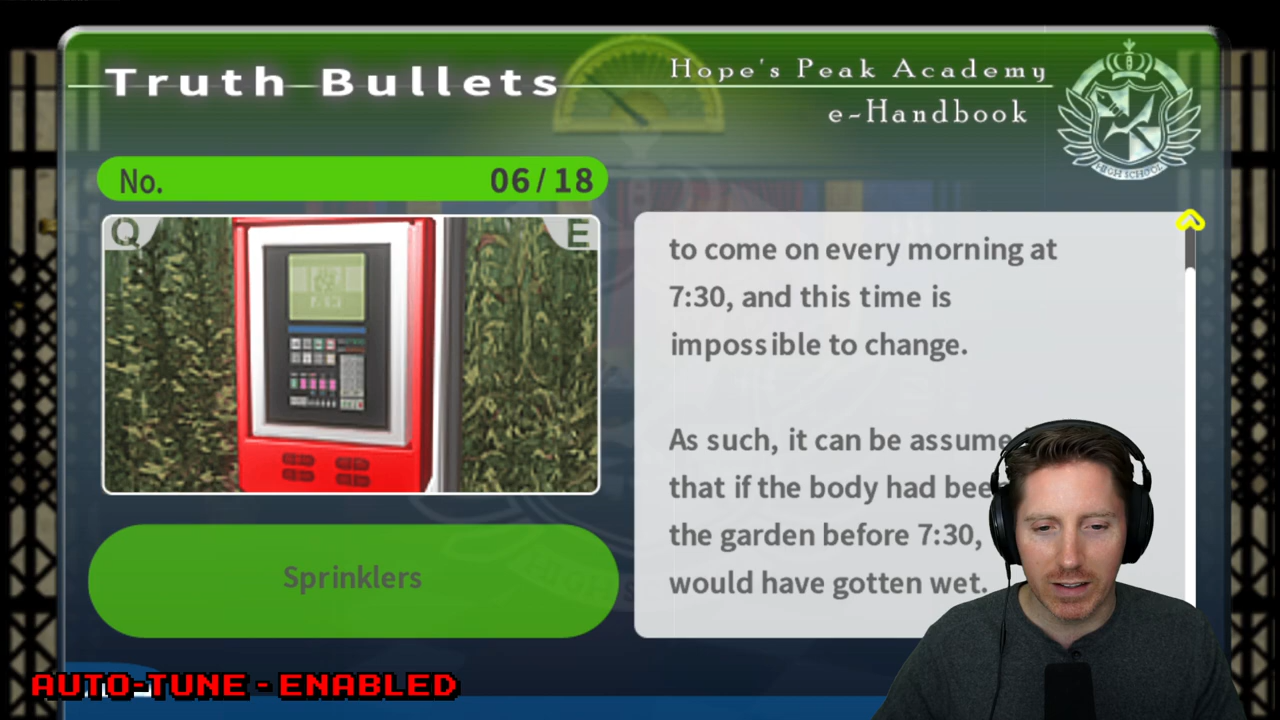 Truth Bullets
Hope's Peak Academy
e-Handbook
HIGH SCHOOL
No. 06/18
Q
E
to come on every morning at
7:30, and this time is
impossible to change.
As such, it can be
that if the body had
the garden before 7:30,
would have gotten wet.
Sprinklers
AUTO-TUNE - ENABLED